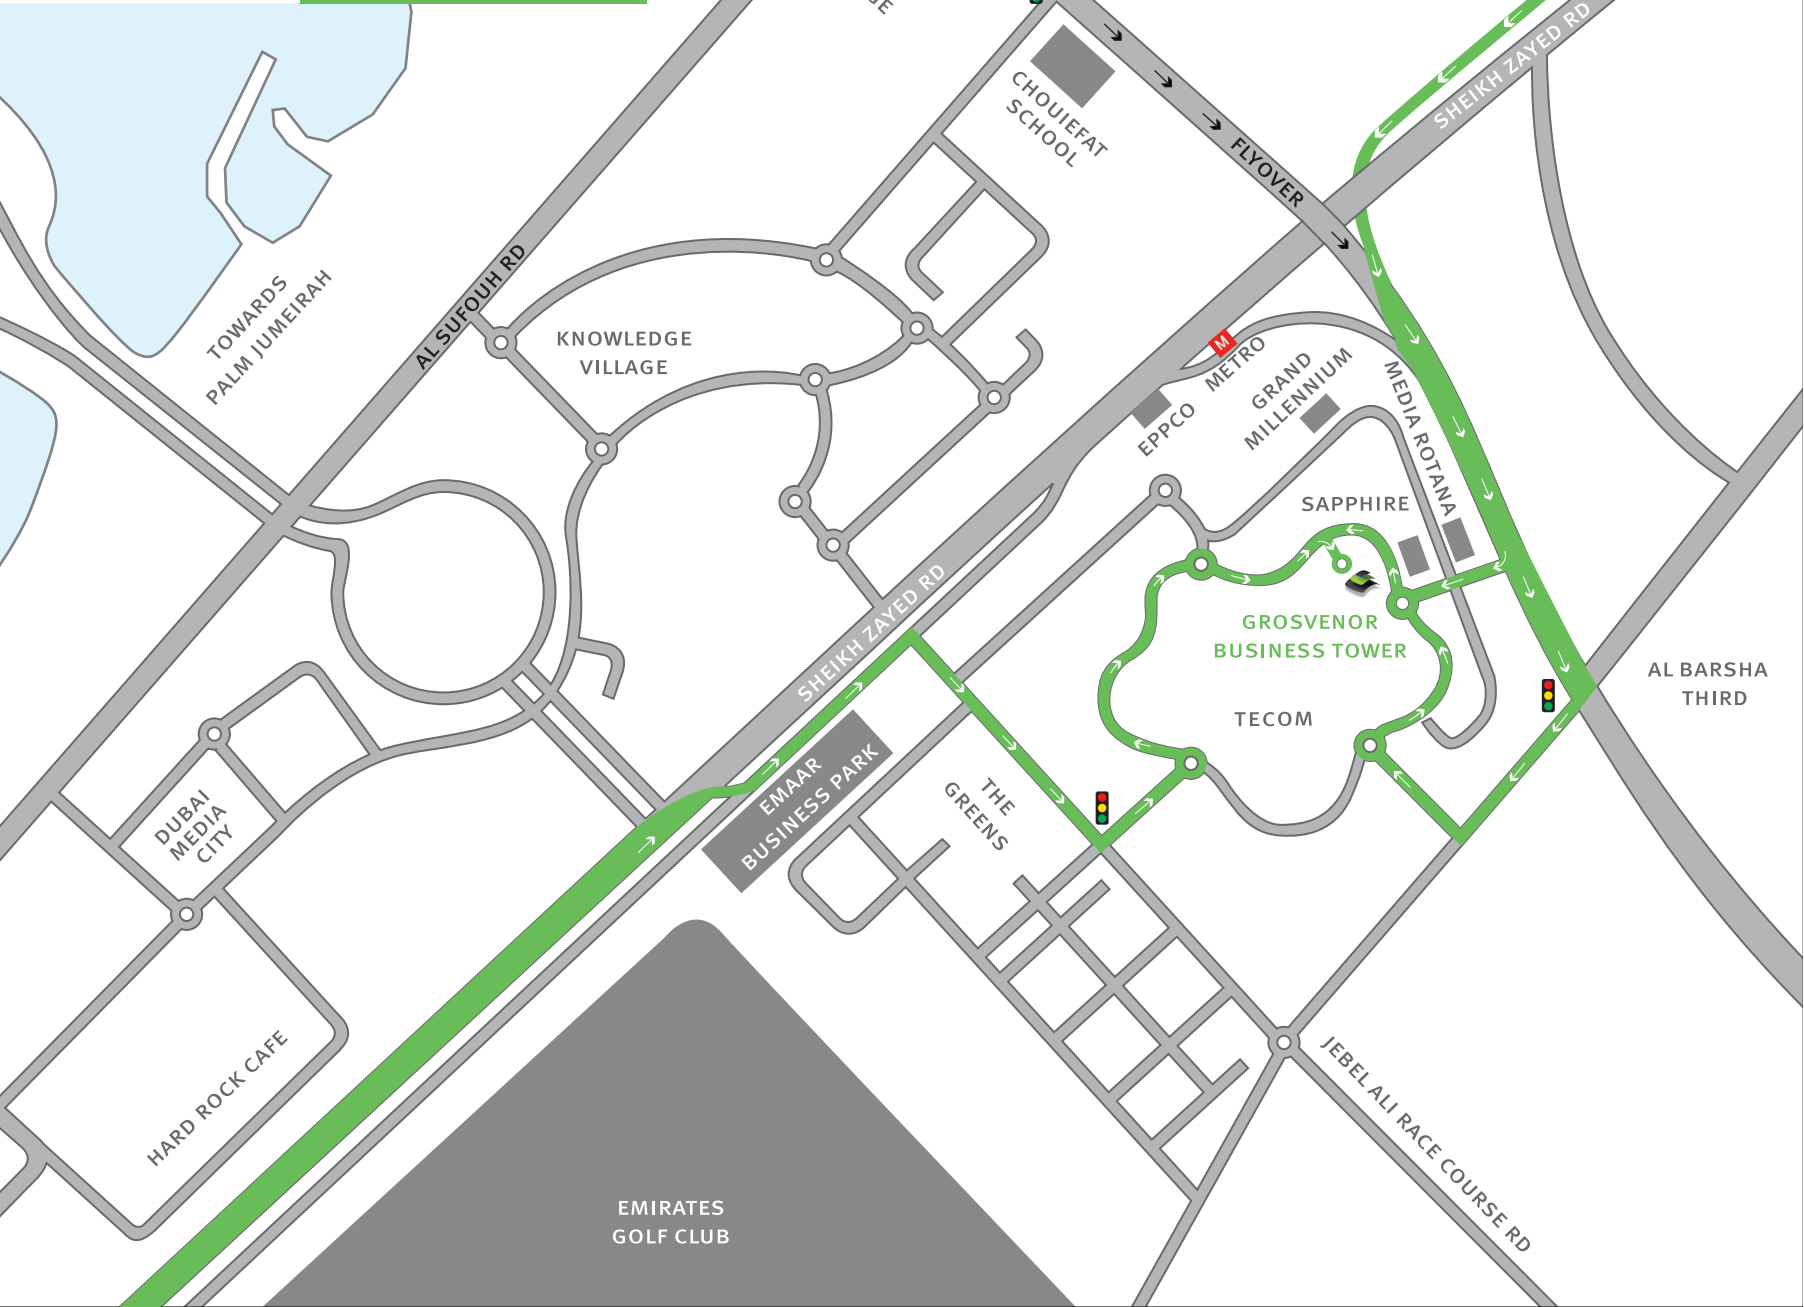 CHOUIEFAT
SCHOOL
FLYOVER
SHEIKH ZAYED RD
TOWARDS
PALM JUMEIRAH
AL SUFOUH RD
KNOWLEDGE
VILLAGE
M
METRO
EPPCO
GRAND
MILLENNIUM
MEDIA ROTANA
SAPPHIRE
SHEIKH ZAYED RD
GROSVENOR
BUSINESS TOWER
TECOM
AL BARSHA
THIRD
EMAAR
BUSINESS PARK
THE
GREENS
DUBAI
MEDIA
CITY
HARD ROCK CAFE
EMIRATES
GOLF CLUB
JEBEL ALI RACE COURSE RD